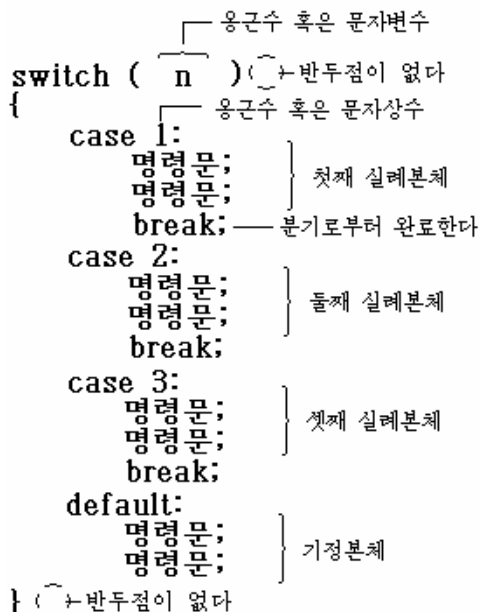 옹근수 혹은 문자변수
switch ( n ) 반두점이 없다
{ 옹근수 혹은 문자상수
case 1:
명령문;
명령문; 첫째 실례본체
break; 분기로부터 완료한다
case 2:
명령문;
명령문; 둘째 실례본체
break;
case 3:
명령문;
명령문; 셋째 실례본체
break;
default:
명령문;
명령문; 기정본체
} 반두점이 없다